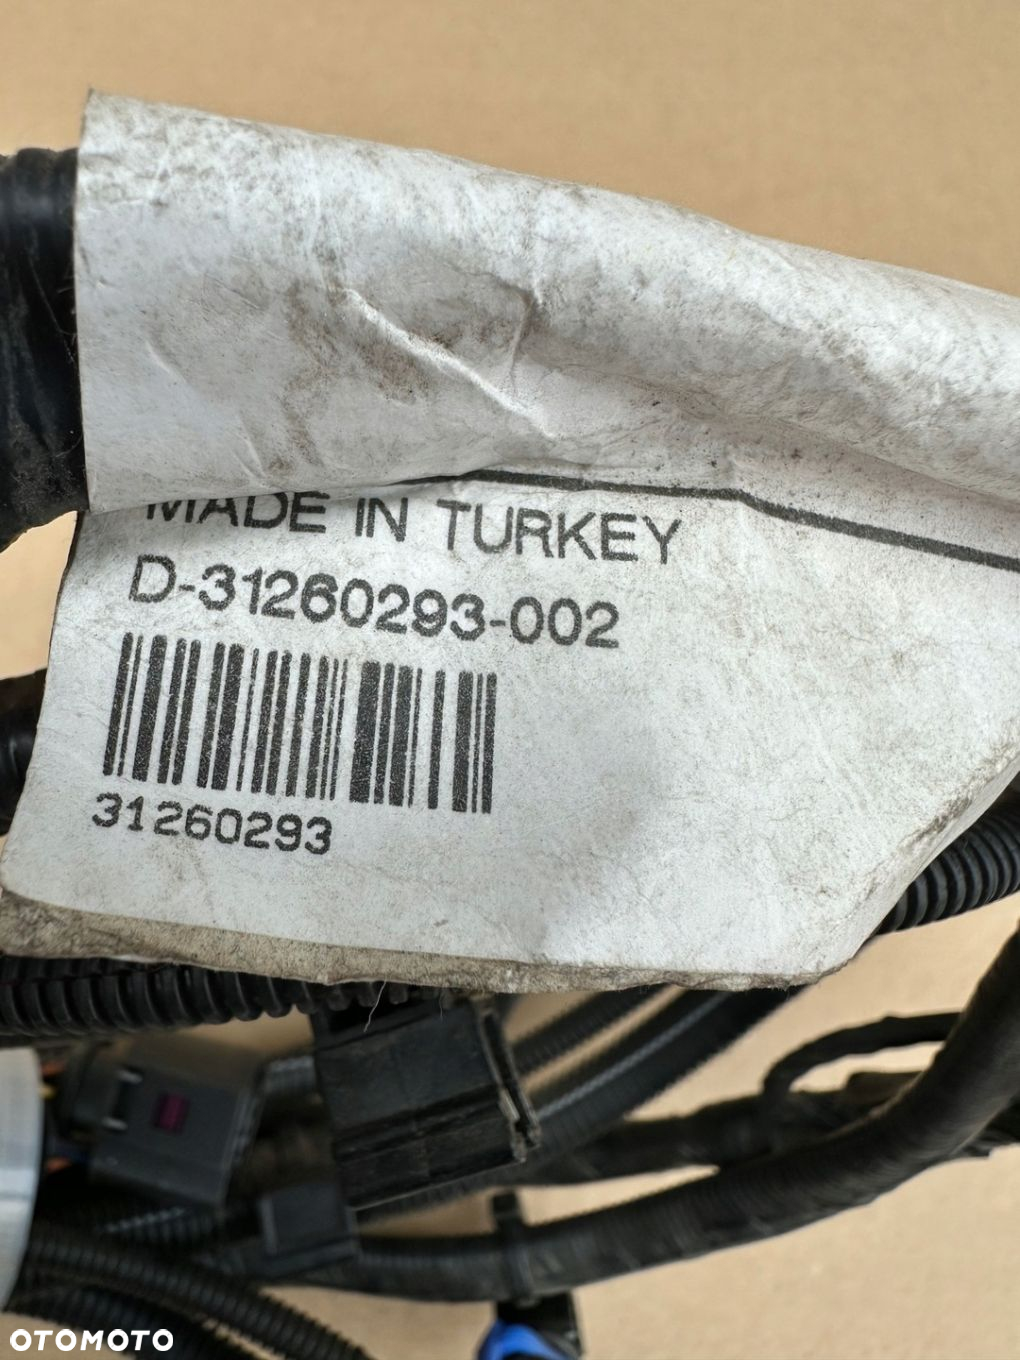 MADE IN TURKEY
D-31260293-002
31260293
OTOMOTO